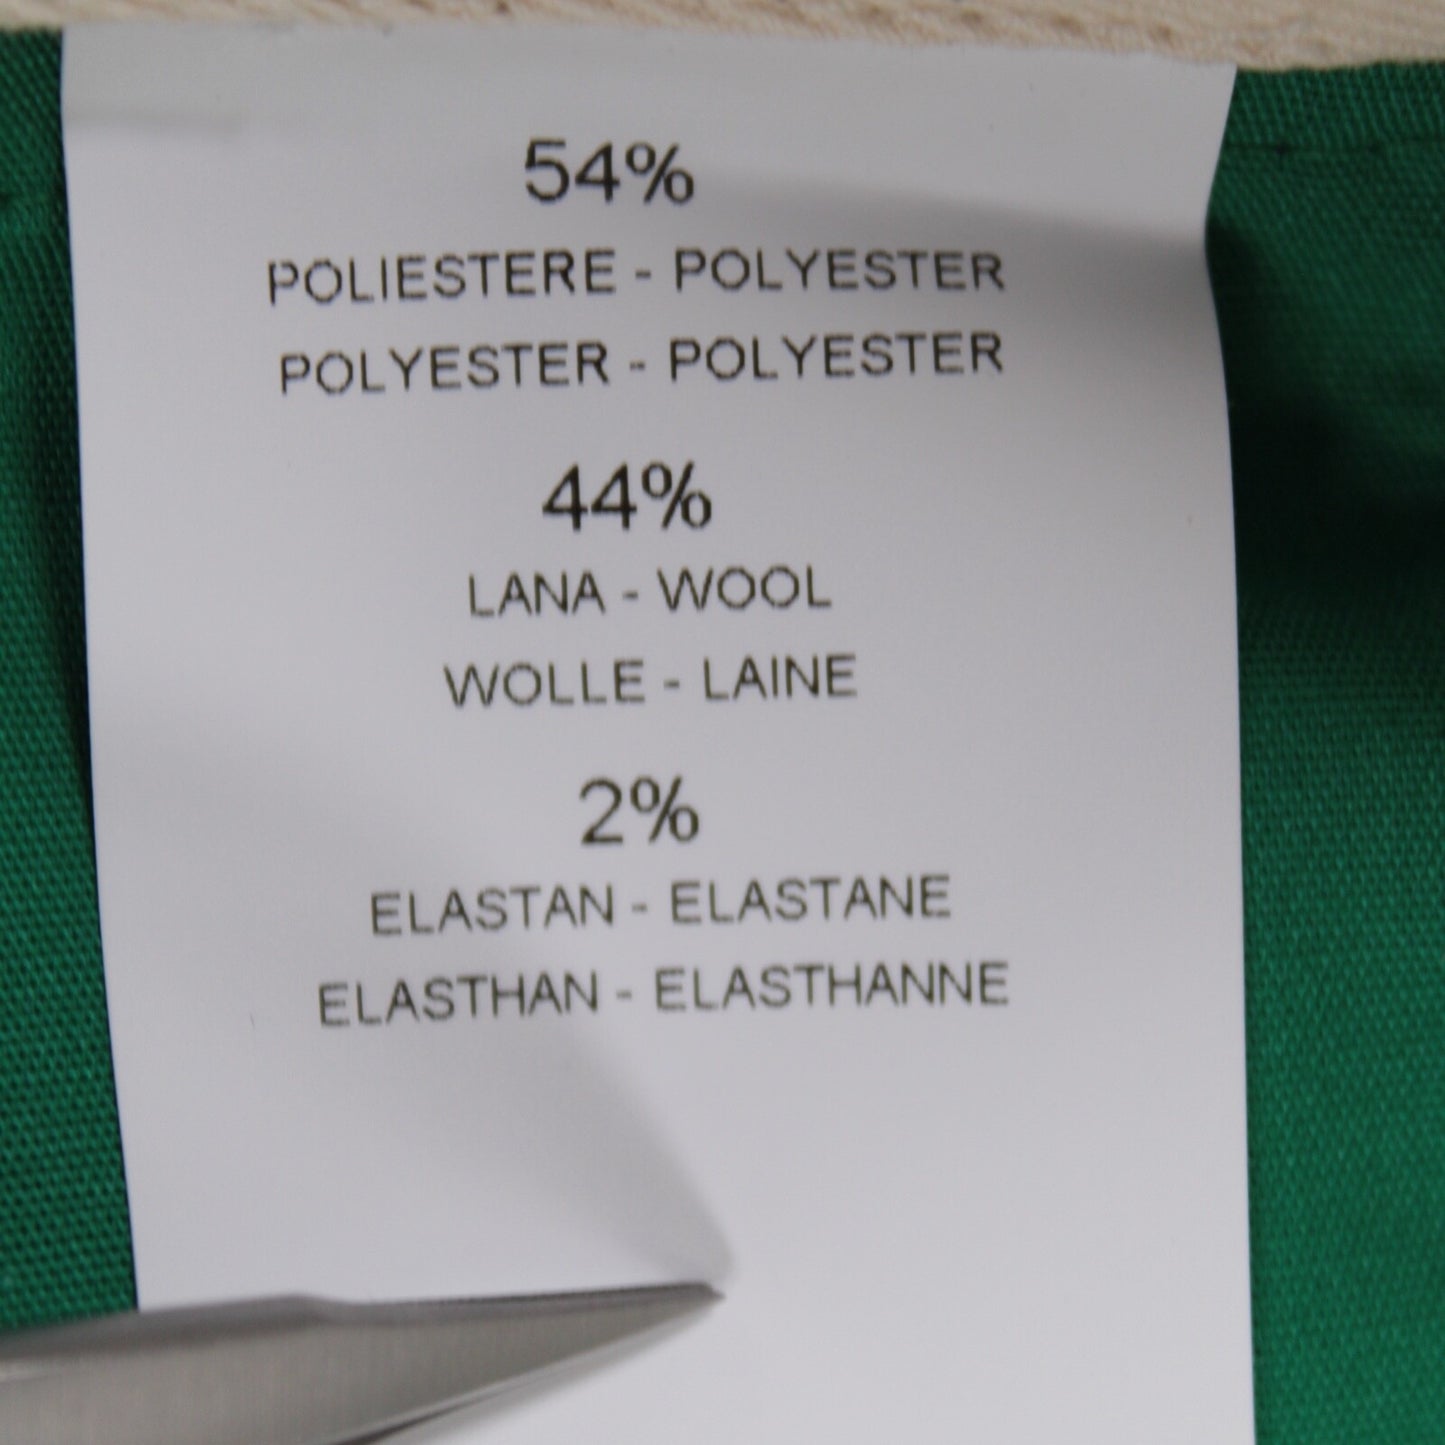 54%
POLIESTERE - POLYESTER
POLYESTER - POLYESTER
44%
LANA - WOOL
WOLLE - LAINE
2%
ELASTAN - ELASTANE
ELASTHAN - ELASTHANNE